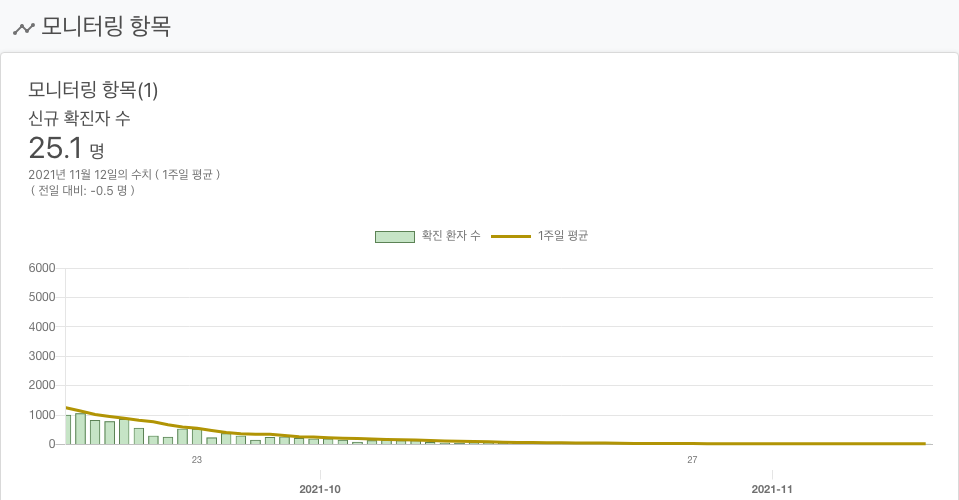 모니터링 항목
모니터링 항목(1)
신규 확진자 수
25.1 명
2021년 11월 12일의 수치 ( 1주일 평균 )
( 전일 대비: -0.5 명 )
확진 환자 수 1주일 평균
6000
5000
4000
3000
2000
1000
0
23 27
2021-10 2021-11